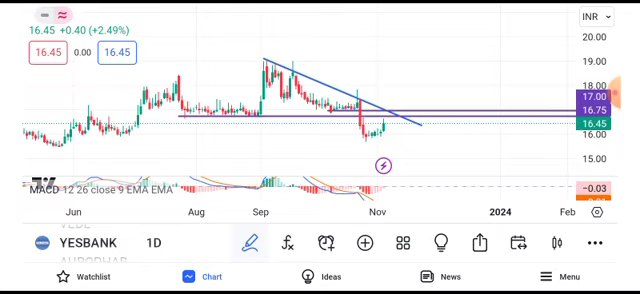 INR
16.45 +0.40 (+2.49%)
16.45 0.00 16.45
20.00
19.00
18.00
17.00
16.75
16.45
16.00
15.00
MACD 12 26 close 9 EMA EMA
−0.03
Jun Aug Sep Nov 2024 Feb
YESBANK 1D
Watchlist Chart Ideas News Menu